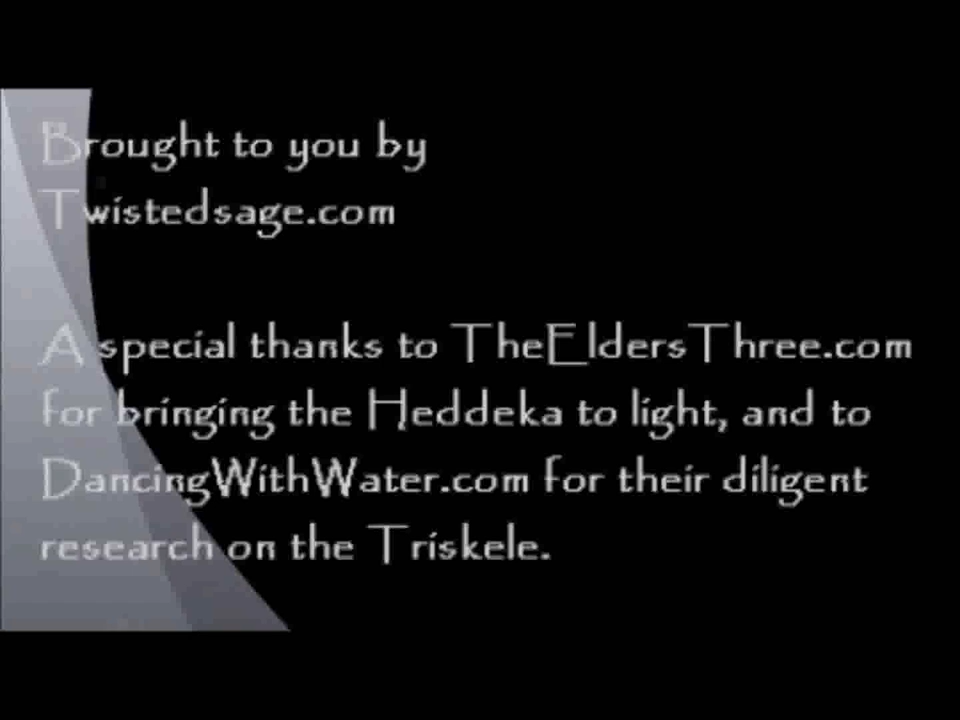 Brought to you by
Twistedsage.com
A special thanks to TheEldersThree.com
for bringing the Heddeka to light, and to
DancingWithWater.com for their diligent
research on the Triskele.